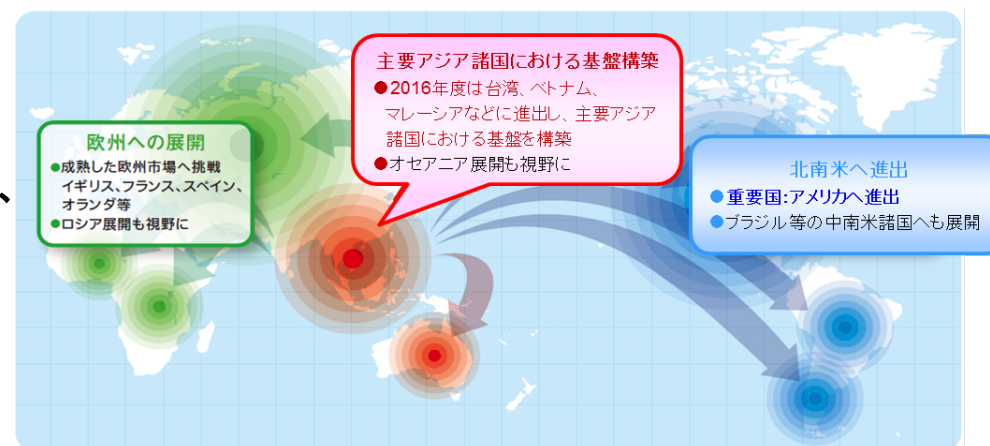 主要アジア諸国における基盤構築
●2016年度は台湾、ベトナム、
マレーシアなどに進出し、主要アジア
諸国における基盤を構築
●オセアニア展開も視野に
欧州への展開
●成熟した欧州市場へ挑戦
イギリス、フランス、スペイン、
オランダ等
●ロシア展開も視野に
北南米へ進出
●重要国:アメリカへ進出
●ブラジル等の中南米諸国へも展開